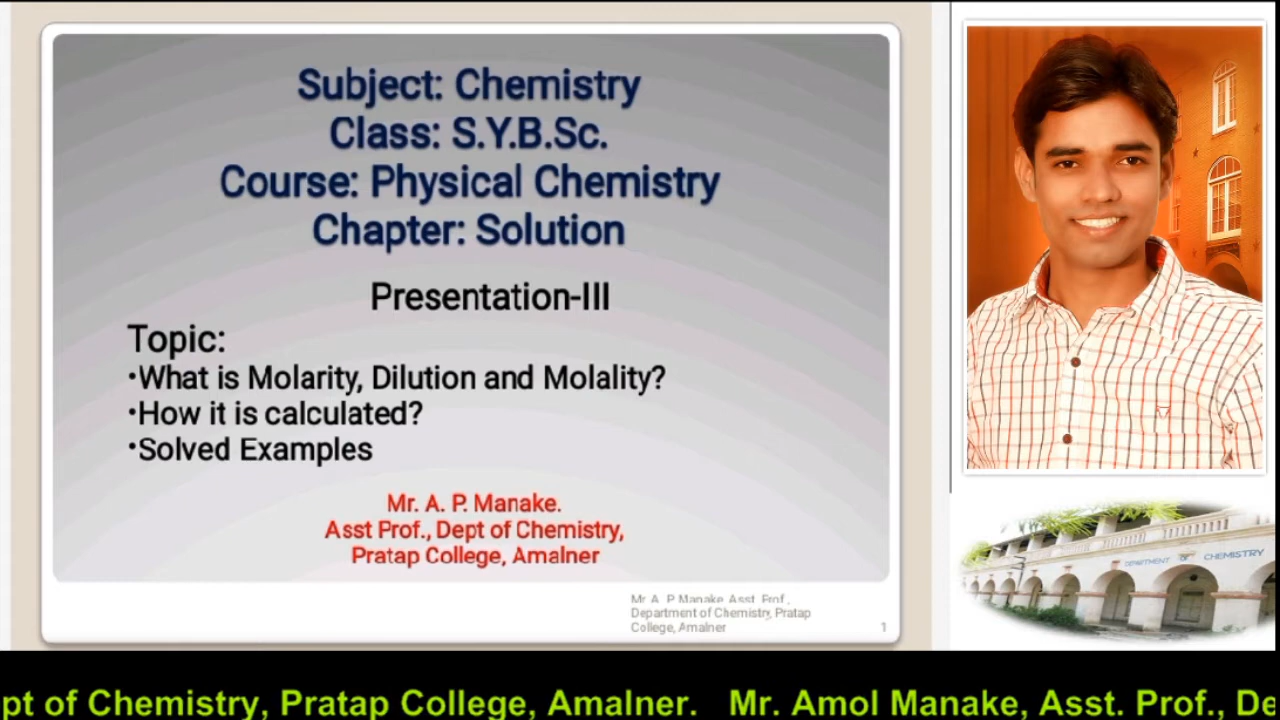 Subject: Chemistry
Class: S.Y.B.Sc.
Course: Physical Chemistry
Chapter: Solution
Presentation-III
Topic:
•What is Molarity, Dilution and Molality?
•How it is calculated?
•Solved Examples
Mr. A. P. Manake.
Asst Prof., Dept of Chemistry,
Pratap College, Amalner
Mr. A. P. Manake, Asst. Prof.,
Department of Chemistry, Pratap
College, Amalner
1
DEPARTMENT OF CHEMISTRY
pt of Chemistry, Pratap College, Amalner. Mr. Amol Manake, Asst. Prof., De